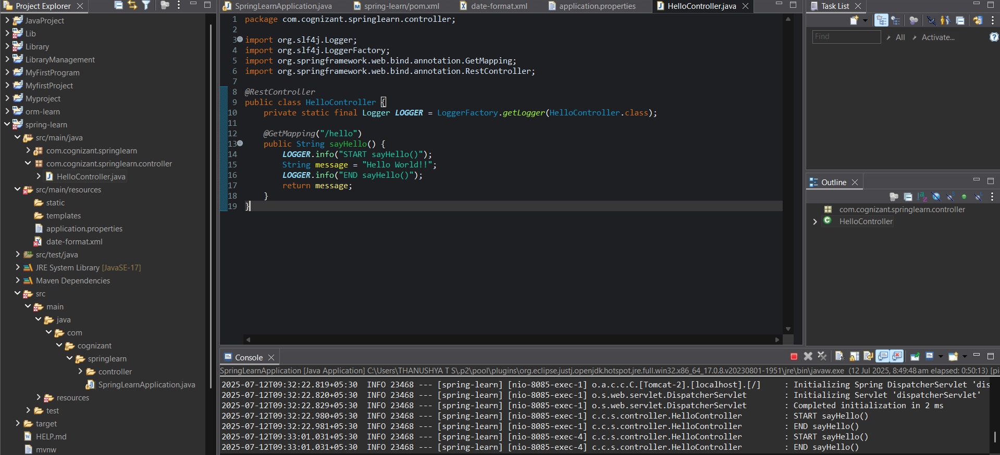 Project Explorer
JavaProject
Lib
Library
LibraryManagement
MyFirstProgram
MyfirstProject
Myproject
orm-learn
spring-learn
src/main/java
com.cognizant.springlearn
com.cognizant.springlearn.controller
HelloController.java
src/main/resources
static
templates
application.properties
date-format.xml
src/test/java
JRE System Library [JavaSE-17]
Maven Dependencies
src
main
java
com
cognizant
springlearn
controller
SpringLearnApplication.java
resources
test
target
HELP.md
mvnw
SpringLearnApplication.java spring-learn/pom.xml date-format.xml application.properties HelloController.java
1 package com.cognizant.springlearn.controller;
2
3 import org.slf4j.Logger;
4 import org.slf4j.LoggerFactory;
5 import org.springframework.web.bind.annotation.GetMapping;
6 import org.springframework.web.bind.annotation.RestController;
7
8 @RestController
9 public class HelloController {
10 private static final Logger LOGGER = LoggerFactory.getLogger(HelloController.class);
11
12 @GetMapping("/hello")
13 public String sayHello() {
14 LOGGER.info("START sayHello()");
15 String message = "Hello World!!";
16 LOGGER.info("END sayHello()");
17 return message;
18 }
19 }
Task List
Find All Activate...
Outline
com.cognizant.springlearn.controller
HelloController
Console
SpringLearnApplication [Java Application] C:\Users\THANUSHYA T S\.p2\pool\plugins\org.eclipse.justj.openjdk.hotspot.jre.full.win32.x86_64_17.0.8.v20230801-1951\jre\bin\javaw.exe (12 Jul 2025, 8:49:48 am elapsed: 0:50:13) [pi
2025-07-12T09:32:22.819+05:30 INFO 23468 --- [spring-learn] [nio-8085-exec-1] o.a.c.c.C.[Tomcat-2].[localhost].[/] : Initializing Spring DispatcherServlet 'dis
2025-07-12T09:32:22.820+05:30 INFO 23468 --- [spring-learn] [nio-8085-exec-1] o.s.web.servlet.DispatcherServlet : Initializing Servlet 'dispatcherServlet'
2025-07-12T09:32:22.829+05:30 INFO 23468 --- [spring-learn] [nio-8085-exec-1] o.s.web.servlet.DispatcherServlet : Completed initialization in 2 ms
2025-07-12T09:32:22.980+05:30 INFO 23468 --- [spring-learn] [nio-8085-exec-1] c.c.s.controller.HelloController : START sayHello()
2025-07-12T09:32:22.981+05:30 INFO 23468 --- [spring-learn] [nio-8085-exec-1] c.c.s.controller.HelloController : END sayHello()
2025-07-12T09:33:01.031+05:30 INFO 23468 --- [spring-learn] [nio-8085-exec-4] c.c.s.controller.HelloController : START sayHello()
2025-07-12T09:33:01.031+05:30 INFO 23468 --- [spring-learn] [nio-8085-exec-4] c.c.s.controller.HelloController : END sayHello()